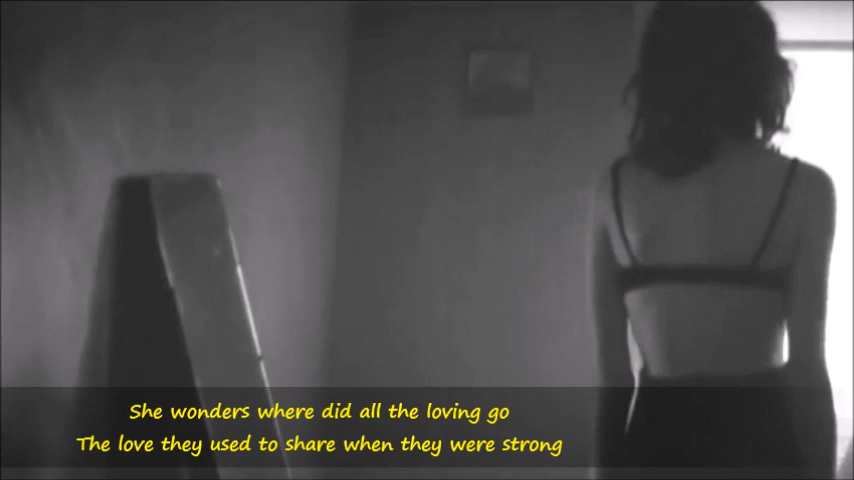 She wonders where did all the loving go
The love they used to share when they were strong